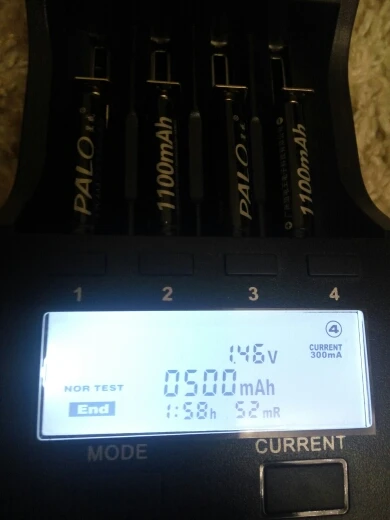 PALO
1100mAh
PALO
1100mAh
1 2 3 4
4
1.46V
CURRENT
300mA
NOR TEST
0500mAh
End
1:58h 52mR
MODE
CURRENT